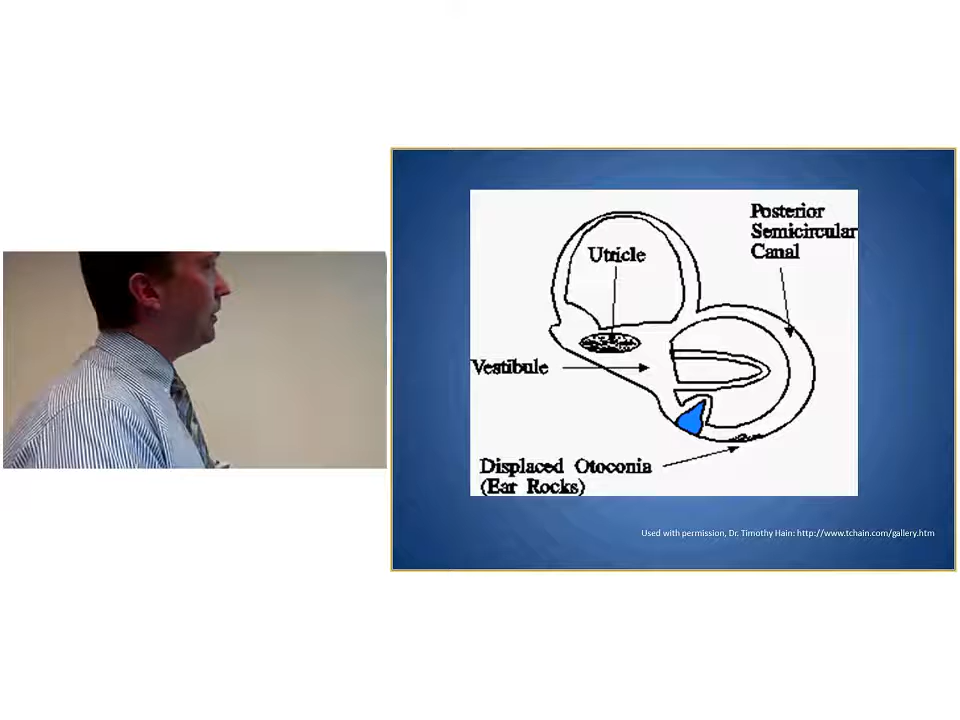 Posterior
Semicircular
Canal
Utricle
Vestibule
Displaced Otoconia
(Ear Rocks)
Used with permission, Dr. Timothy Hain: http://www.tchain.com/gallery.htm